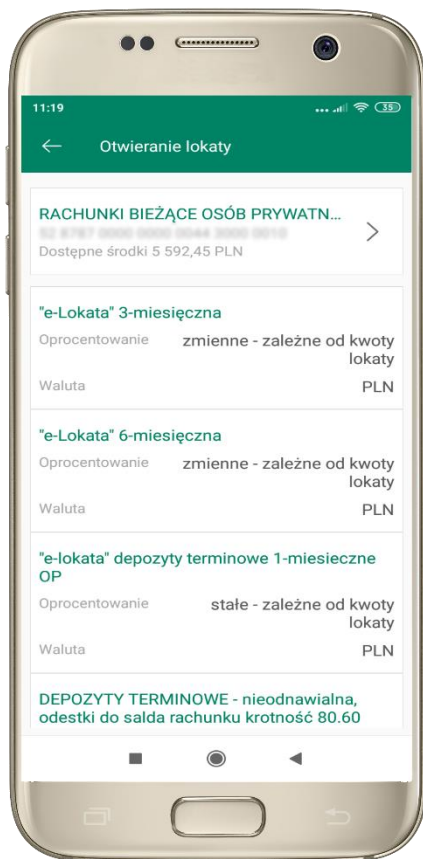 11:19
35
Otwieranie lokaty
RACHUNKI BIEŻĄCE OSÓB PRYWATN...
Dostępne środki 5 592,45 PLN
"e-Lokata" 3-miesięczna
Oprocentowanie zmienne - zależne od kwoty
lokaty
Waluta PLN
"e-Lokata" 6-miesięczna
Oprocentowanie zmienne - zależne od kwoty
lokaty
Waluta PLN
"e-lokata" depozyty terminowe 1-miesieczne
OP
Oprocentowanie stałe - zależne od kwoty
lokaty
Waluta PLN
DEPOZYTY TERMINOWE - nieodnawialna,
odestki do salda rachunku krotność 80.60